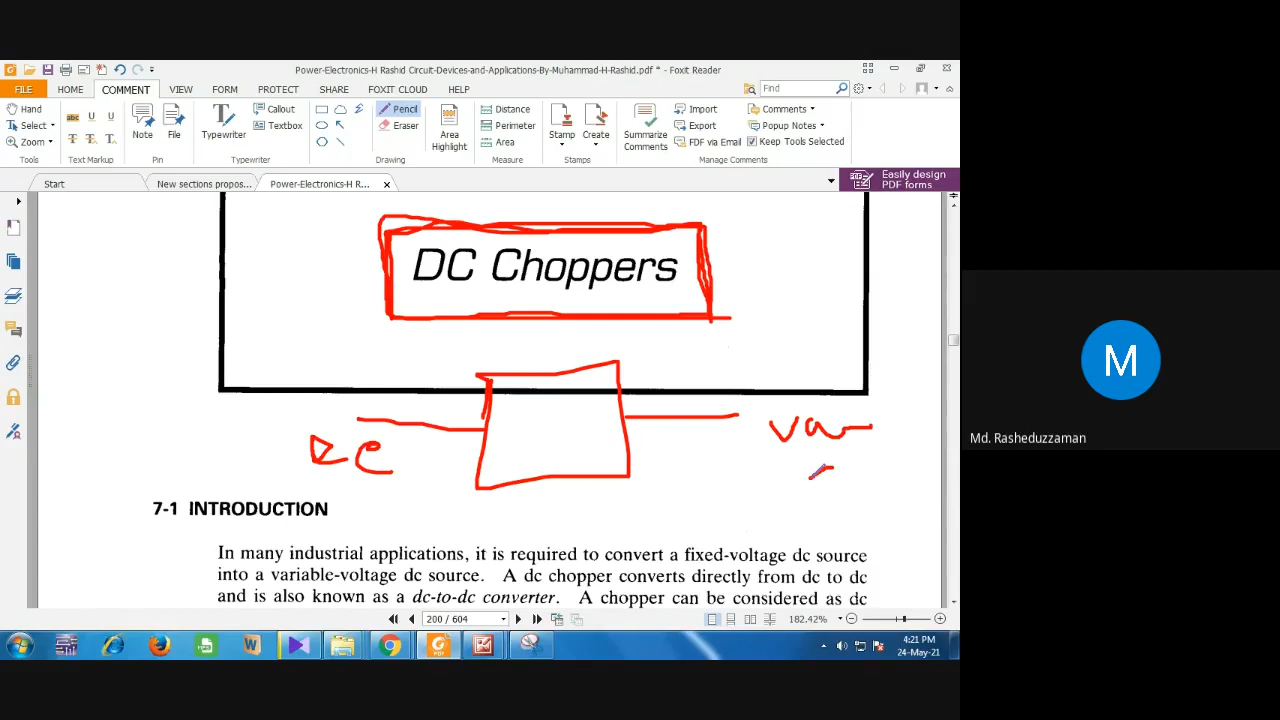 Power-Electronics-H Rashid Circuit-Devices-and-Applications-By-Muhammad-H-Rashid.pdf * - Foxit Reader
FILE HOME COMMENT VIEW FORM PROTECT SHARE FOXIT CLOUD HELP
Find
Hand
Select
Zoom
Tools
Text Markup
Note
File
Pin
Typewriter
Callout
Textbox
Typewriter
Pencil
Eraser
Area Highlight
Drawing
Distance
Perimeter
Area
Measure
Stamp
Create
Stamps
Summarize Comments
Import
Export
FDF via Email
Comments
Popup Notes
Keep Tools Selected
Manage Comments
Start
New sections propos...
Power-Electronics-H R...
Easily design PDF forms
DC Choppers
Var
7-1 INTRODUCTION
In many industrial applications, it is required to convert a fixed-voltage dc source
into a variable-voltage dc source. A dc chopper converts directly from dc to dc
and is also known as a dc-to-dc converter. A chopper can be considered as dc
200 / 604
182.42%
4:21 PM
24-May-21
M
Md. Rasheduzzaman